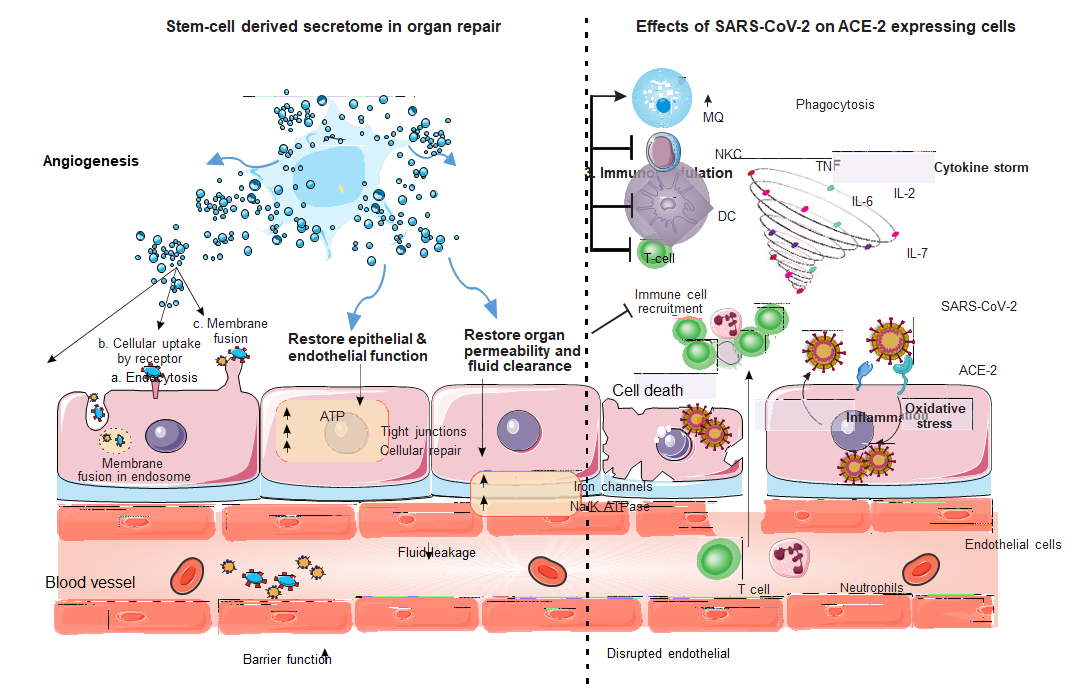 Stem-cell derived secretome in organ repair
Effects of SARS-CoV-2 on ACE-2 expressing cells
Angiogenesis
MQ
Phagocytosis
NKC
3. Immunomodulation
TNF
Cytokine storm
IL-6
IL-2
DC
IL-7
T-cell
c. Membrane
fusion
b. Cellular uptake
by receptor
a. Endocytosis
Restore epithelial &
endothelial function
Restore organ
permeability and
fluid clearance
Immune cell
recruitment
SARS-CoV-2
ACE-2
Cell death
ATP
Tight junctions
Cellular repair
Inflammation
Oxidative
stress
Membrane
fusion in endosome
Iron channels
Na/K ATPase
Endothelial cells
Fluid leakage
Blood vessel
T cell
Neutrophils
Barrier function
Disrupted endothelial